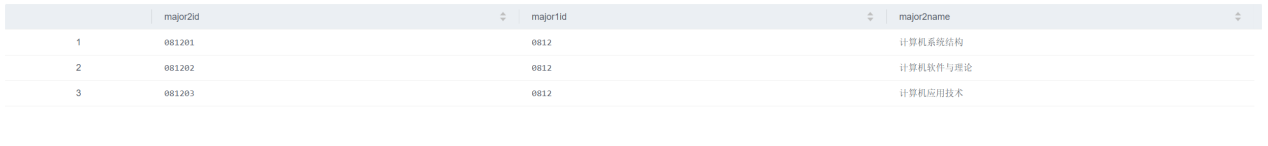 major2id major1id major2name
1 081201 0812 计算机系统结构
2 081202 0812 计算机软件与理论
3 081203 0812 计算机应用技术